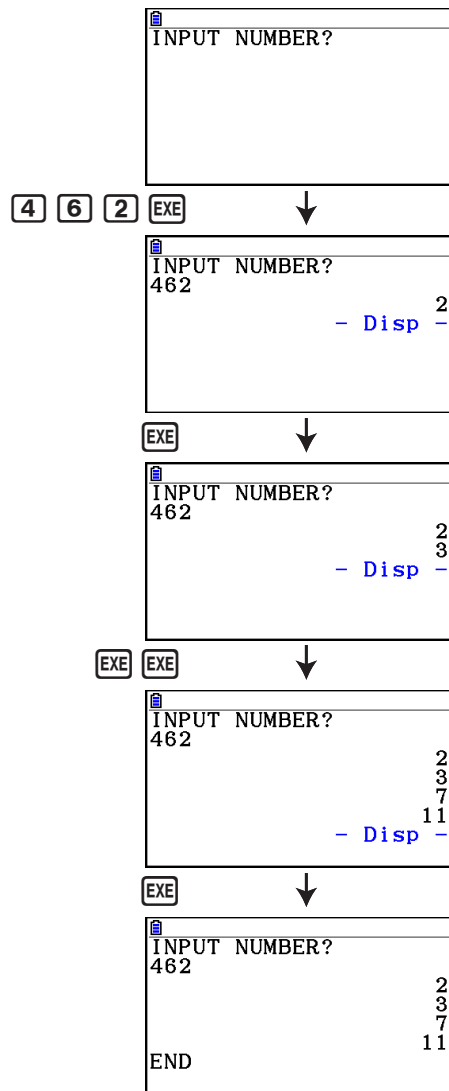 INPUT NUMBER?
4 6 2 EXE
INPUT NUMBER?
462
2
- Disp -
EXE
INPUT NUMBER?
462
2
3
- Disp -
EXE EXE
INPUT NUMBER?
462
2
3
7
11
- Disp -
EXE
INPUT NUMBER?
462
2
3
7
11
END